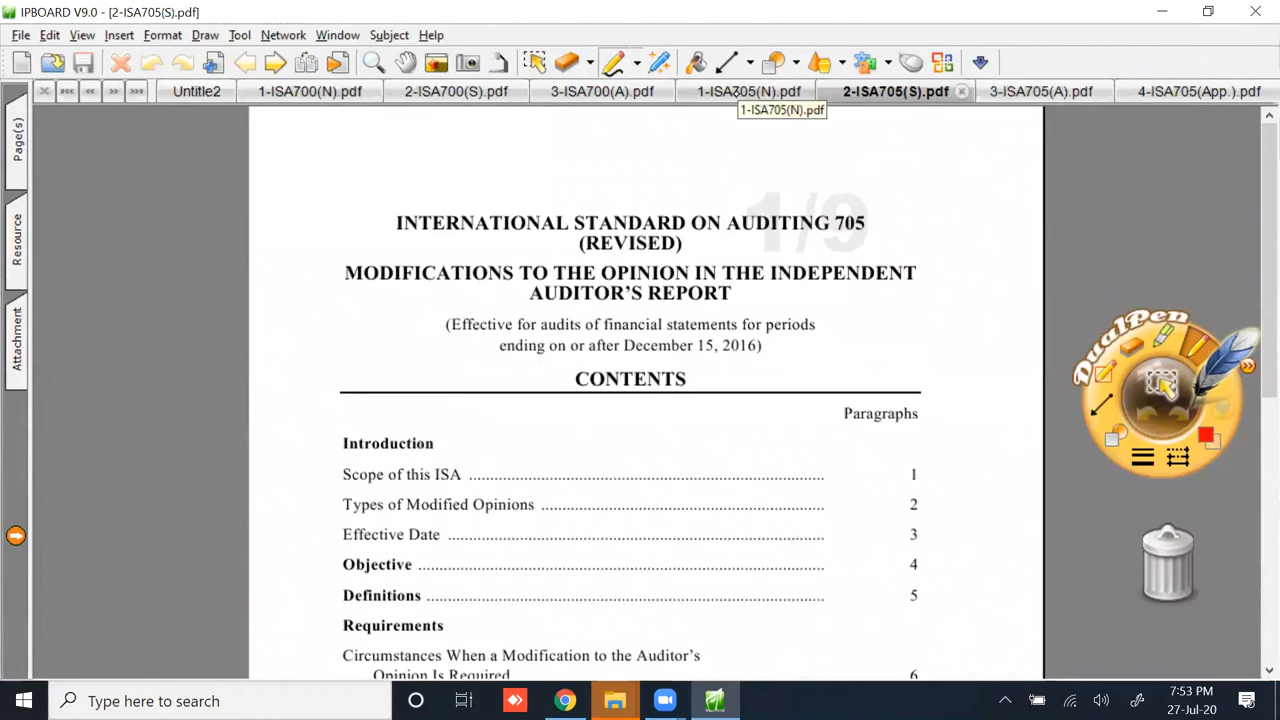 IPBOARD V9.0 - [2-ISA705(S).pdf]
File Edit View Insert Format Draw Tool Network Window Subject Help
Untitle2 1-ISA700(N).pdf 2-ISA700(S).pdf 3-ISA700(A).pdf 1-ISA705(N).pdf 2-ISA705(S).pdf 3-ISA705(A).pdf 4-ISA705(App.).pdf
1-ISA705(N).pdf
Page(s)
Resource
Attachment
1/9
INTERNATIONAL STANDARD ON AUDITING 705
(REVISED)
MODIFICATIONS TO THE OPINION IN THE INDEPENDENT
AUDITOR'S REPORT
(Effective for audits of financial statements for periods
ending on or after December 15, 2016)
CONTENTS
Paragraphs
Introduction
Scope of this ISA ........ 1
Types of Modified Opinions ........ 2
Effective Date ........ 3
Objective ........ 4
Definitions ........ 5
Requirements
Circumstances When a Modification to the Auditor's
Opinion Is Required 6
DualPen
Type here to search
7:53 PM
27-Jul-20